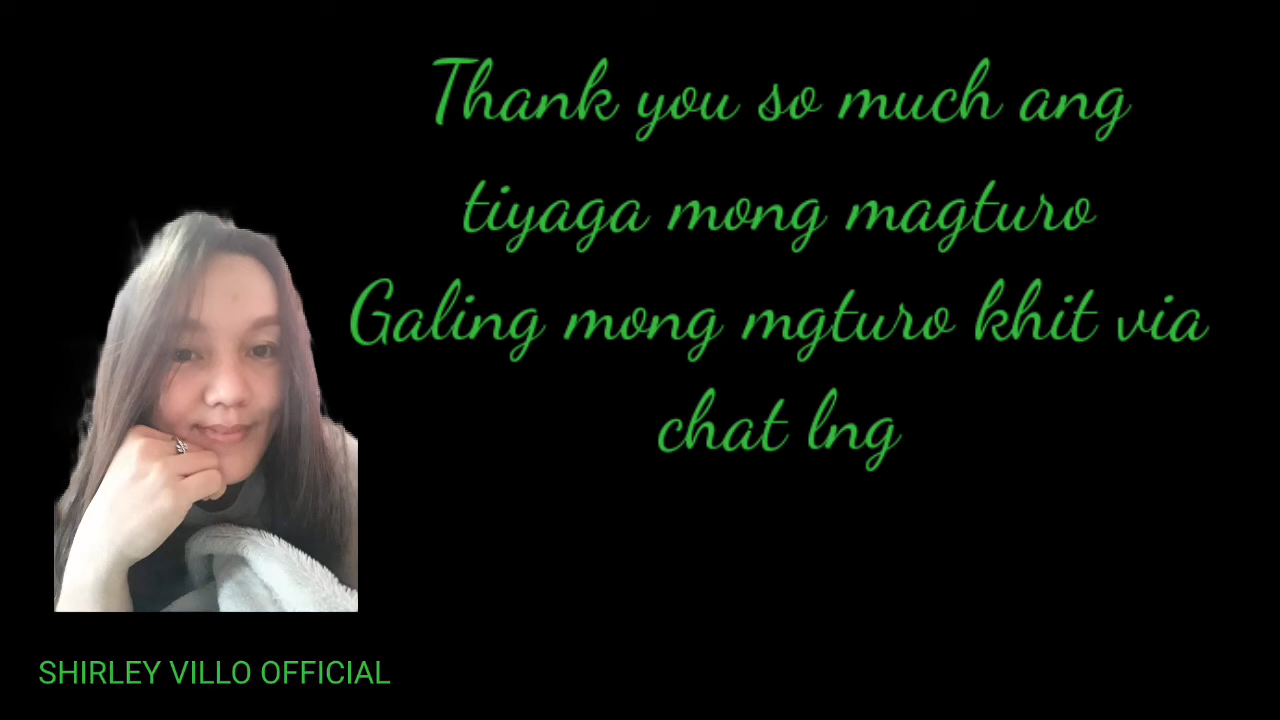 Thank you so much ang
tiyaga mong magturo
Galing mong mgturo khit via
chat lng
SHIRLEY VILLO OFFICIAL